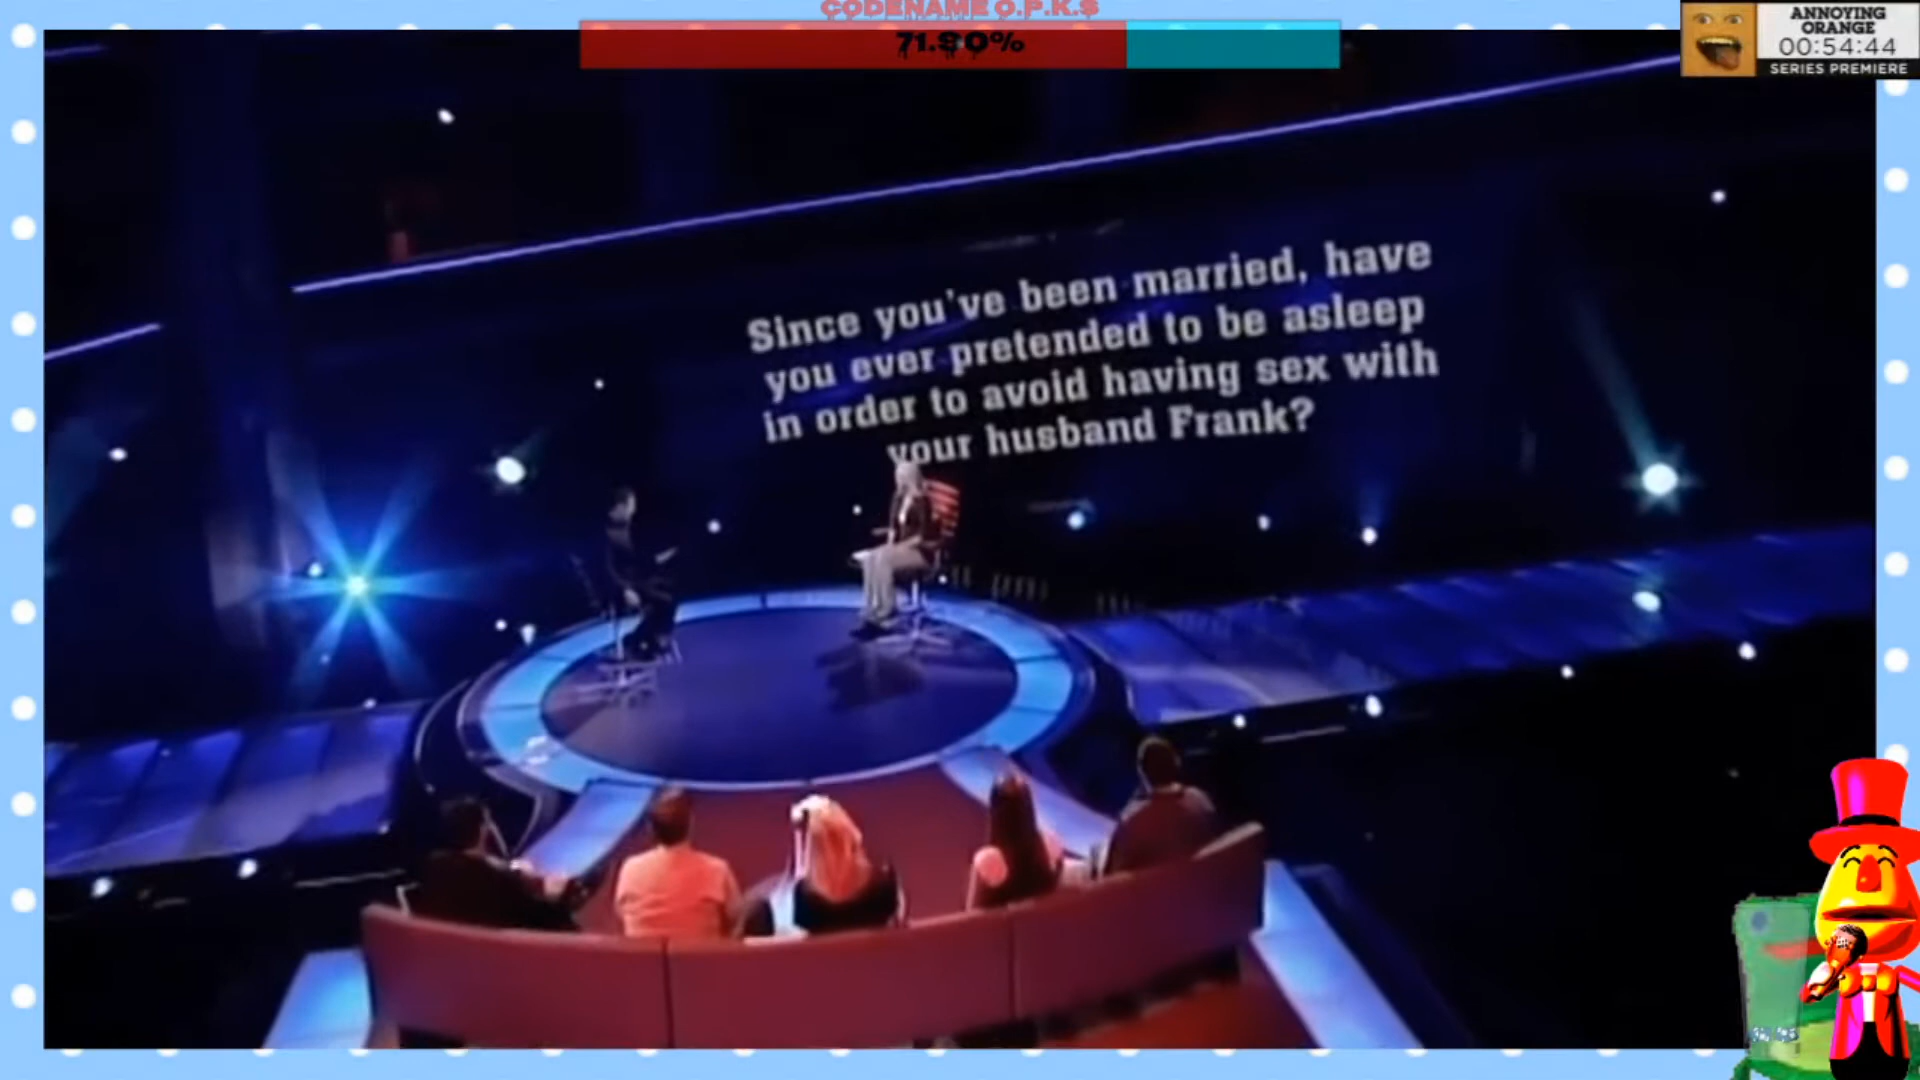 CODENAME O.P.K.S
71.80%
ANNOYING
ORANGE
00:54:44
SERIES PREMIERE
Since you've been married, have
you ever pretended to be asleep
in order to avoid having sex with
your husband Frank?